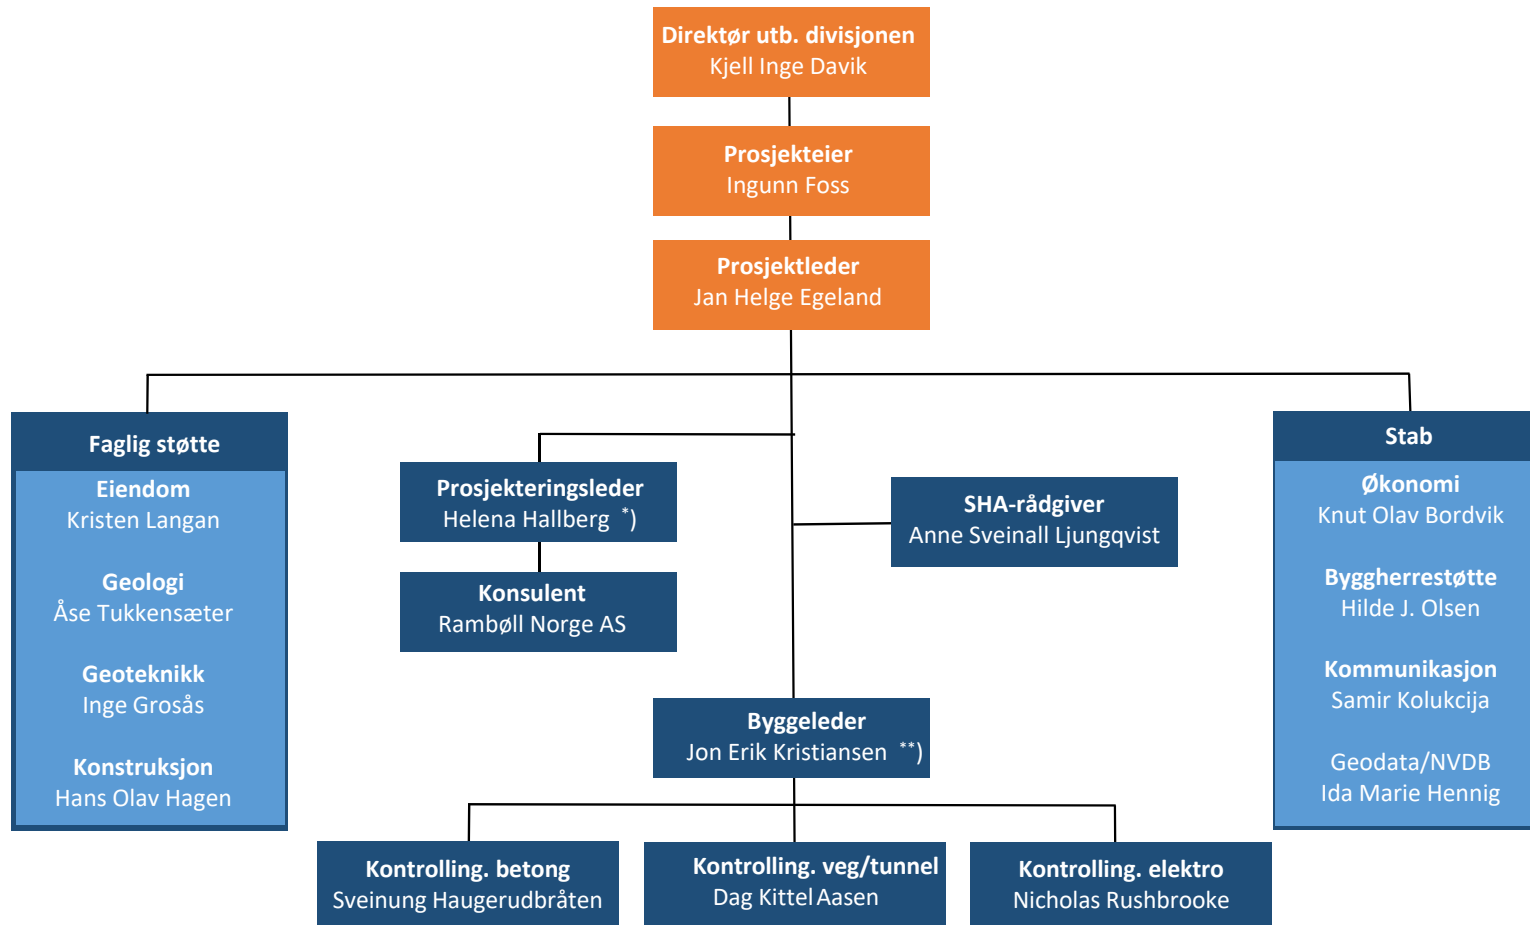 Direktør utb. divisjonen
Kjell Inge Davik
Prosjekteier
Ingunn Foss
Prosjektleder
Jan Helge Egeland
Faglig støtte
Eiendom
Kristen Langan
Geologi
Åse Tukkensæter
Geoteknikk
Inge Grosås
Konstruksjon
Hans Olav Hagen
Prosjekteringsleder
Helena Hallberg *)
Konsulent
Rambøll Norge AS
SHA-rådgiver
Anne Sveinall Ljungqvist
Stab
Økonomi
Knut Olav Bordvik
Byggherrestøtte
Hilde J. Olsen
Kommunikasjon
Samir Kolukcija
Geodata/NVDB
Ida Marie Hennig
Byggeleder
Jon Erik Kristiansen **)
Kontrolling. betong
Sveinung Haugerudbråten
Kontrolling. veg/tunnel
Dag Kittel Aasen
Kontrolling. elektro
Nicholas Rushbrooke